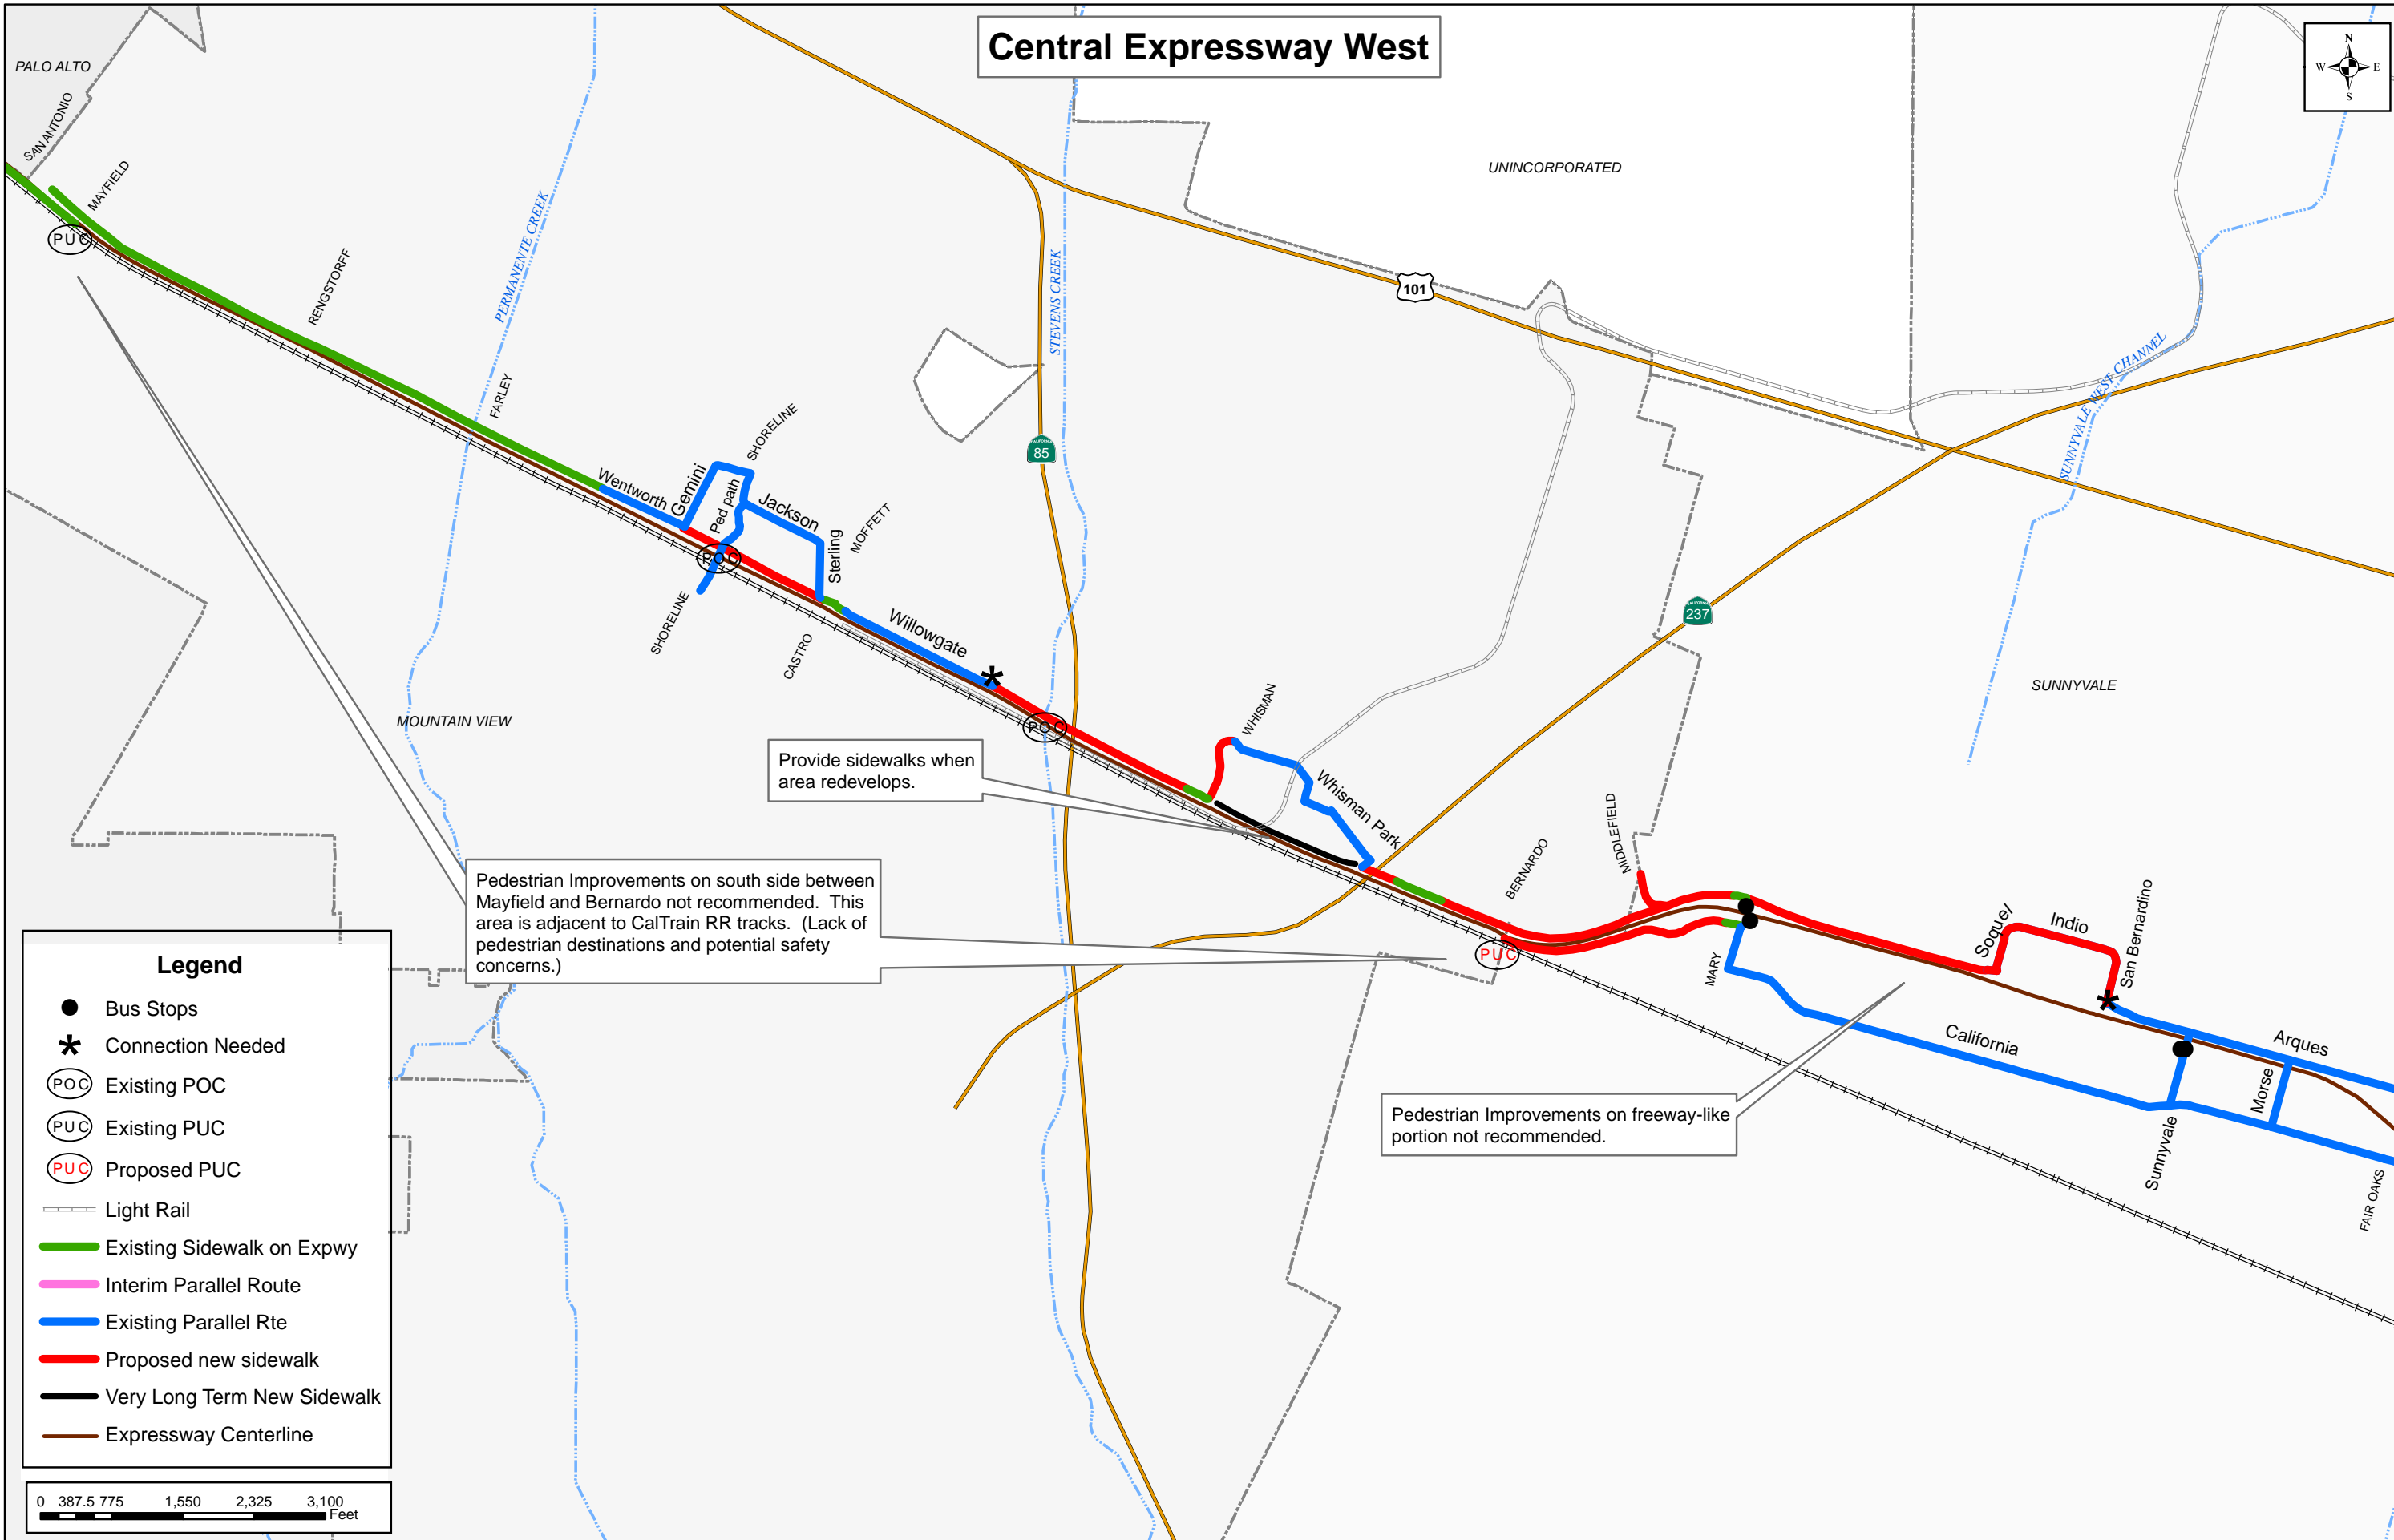 Central Expressway West
N
W E
S
PALO ALTO
SAN ANTONIO
MAYFIELD
PUC
RENGSTORFF
PERMANENTE CREEK
FARLEY
STEVENS CREEK
UNINCORPORATED
101
SUNNYVALE WEST CHANNEL
Wentworth
Gemini
SHORELINE
Ped path
Jackson
POC
SHORELINE
Sterling
MOFFETT
CALIFORNIA
85
CASTRO
Willowgate
*
MOUNTAIN VIEW
POC
WHISMAN
Whisman Park
CALIFORNIA
237
SUNNYVALE
Provide sidewalks when
area redevelops.
BERNARDO
MIDDLEFIELD
PUC
MARY
Soquel
Indio
San Bernardino
*
Arques
California
Morse
Sunnyvale
FAIR OAKS
Pedestrian Improvements on south side between
Mayfield and Bernardo not recommended. This
area is adjacent to CalTrain RR tracks. (Lack of
pedestrian destinations and potential safety
concerns.)
Pedestrian Improvements on freeway-like
portion not recommended.
Legend
Bus Stops
* Connection Needed
POC Existing POC
PUC Existing PUC
PUC Proposed PUC
Light Rail
Existing Sidewalk on Expwy
Interim Parallel Route
Existing Parallel Rte
Proposed new sidewalk
Very Long Term New Sidewalk
Expressway Centerline
0 387.5 775 1,550 2,325 3,100
Feet